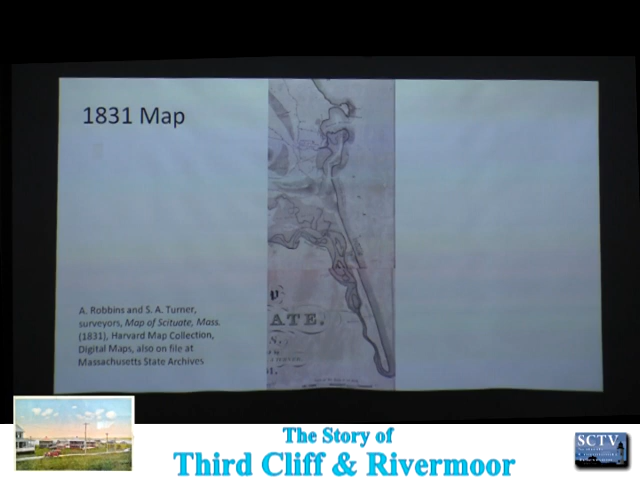 1831 Map
A. Robbins and S. A. Turner,
surveyors, Map of Scituate, Mass.
(1831), Harvard Map Collection,
Digital Maps, also on file at
Massachusetts State Archives
ATE.
The Story of
Third Cliff & Rivermoor
SCTV